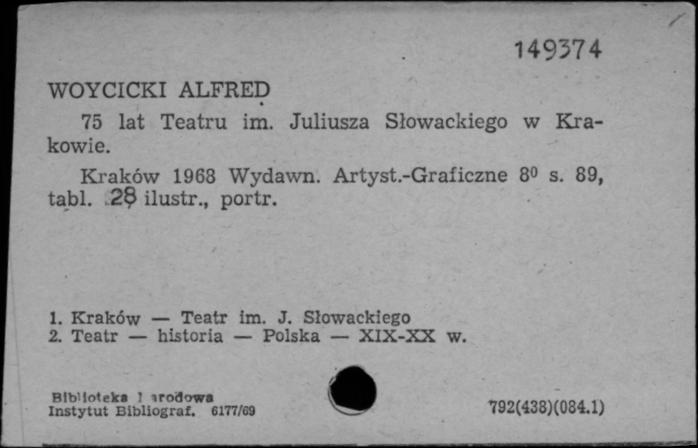 149374
WOYCICKI ALFRED
75 lat Teatru im. Juliusza Słowackiego w Kra-
kowie.
Kraków 1968 Wydawn. Artyst.-Graficzne 8⁰ s. 89,
tabl. 28 ilustr., portr.
1. Kraków — Teatr im. J. Słowackiego
2. Teatr — historia — Polska — XIX-XX w.
Biblioteka
Instytut Bibliograf. 6177/69
792(438)(084.1)